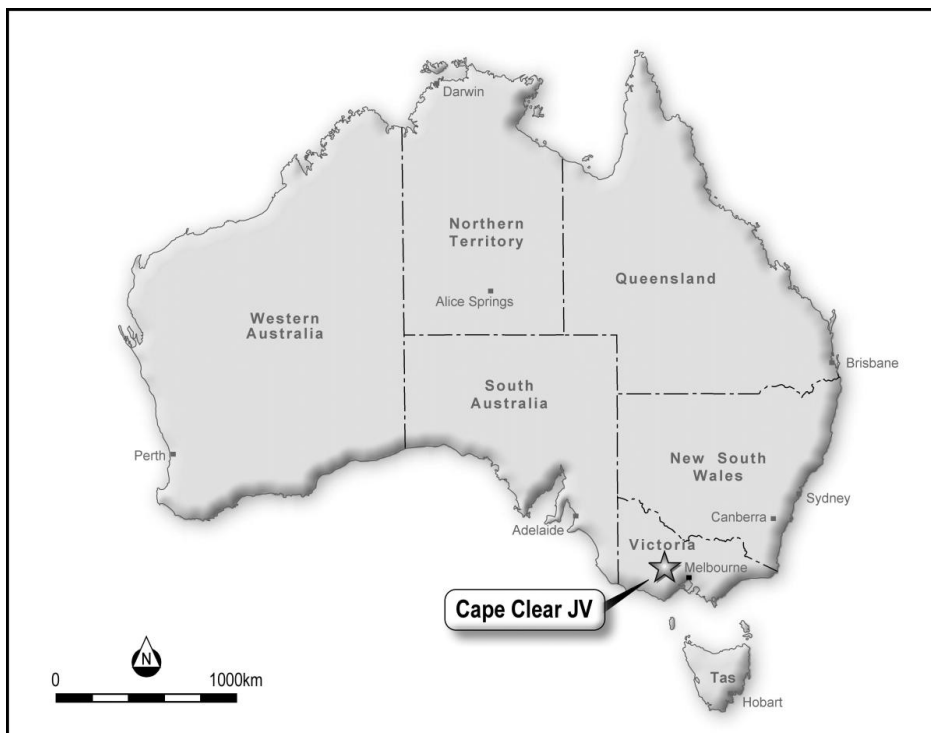 Darwin
Northern
Territory
Queensland
Alice Springs
Western
Australia
Brisbane
South
Australia
Perth
New South
Wales
Sydney
Canberra
Adelaide
Victoria
Melbourne
Cape Clear JV
N
0 1000km
Tas
Hobart